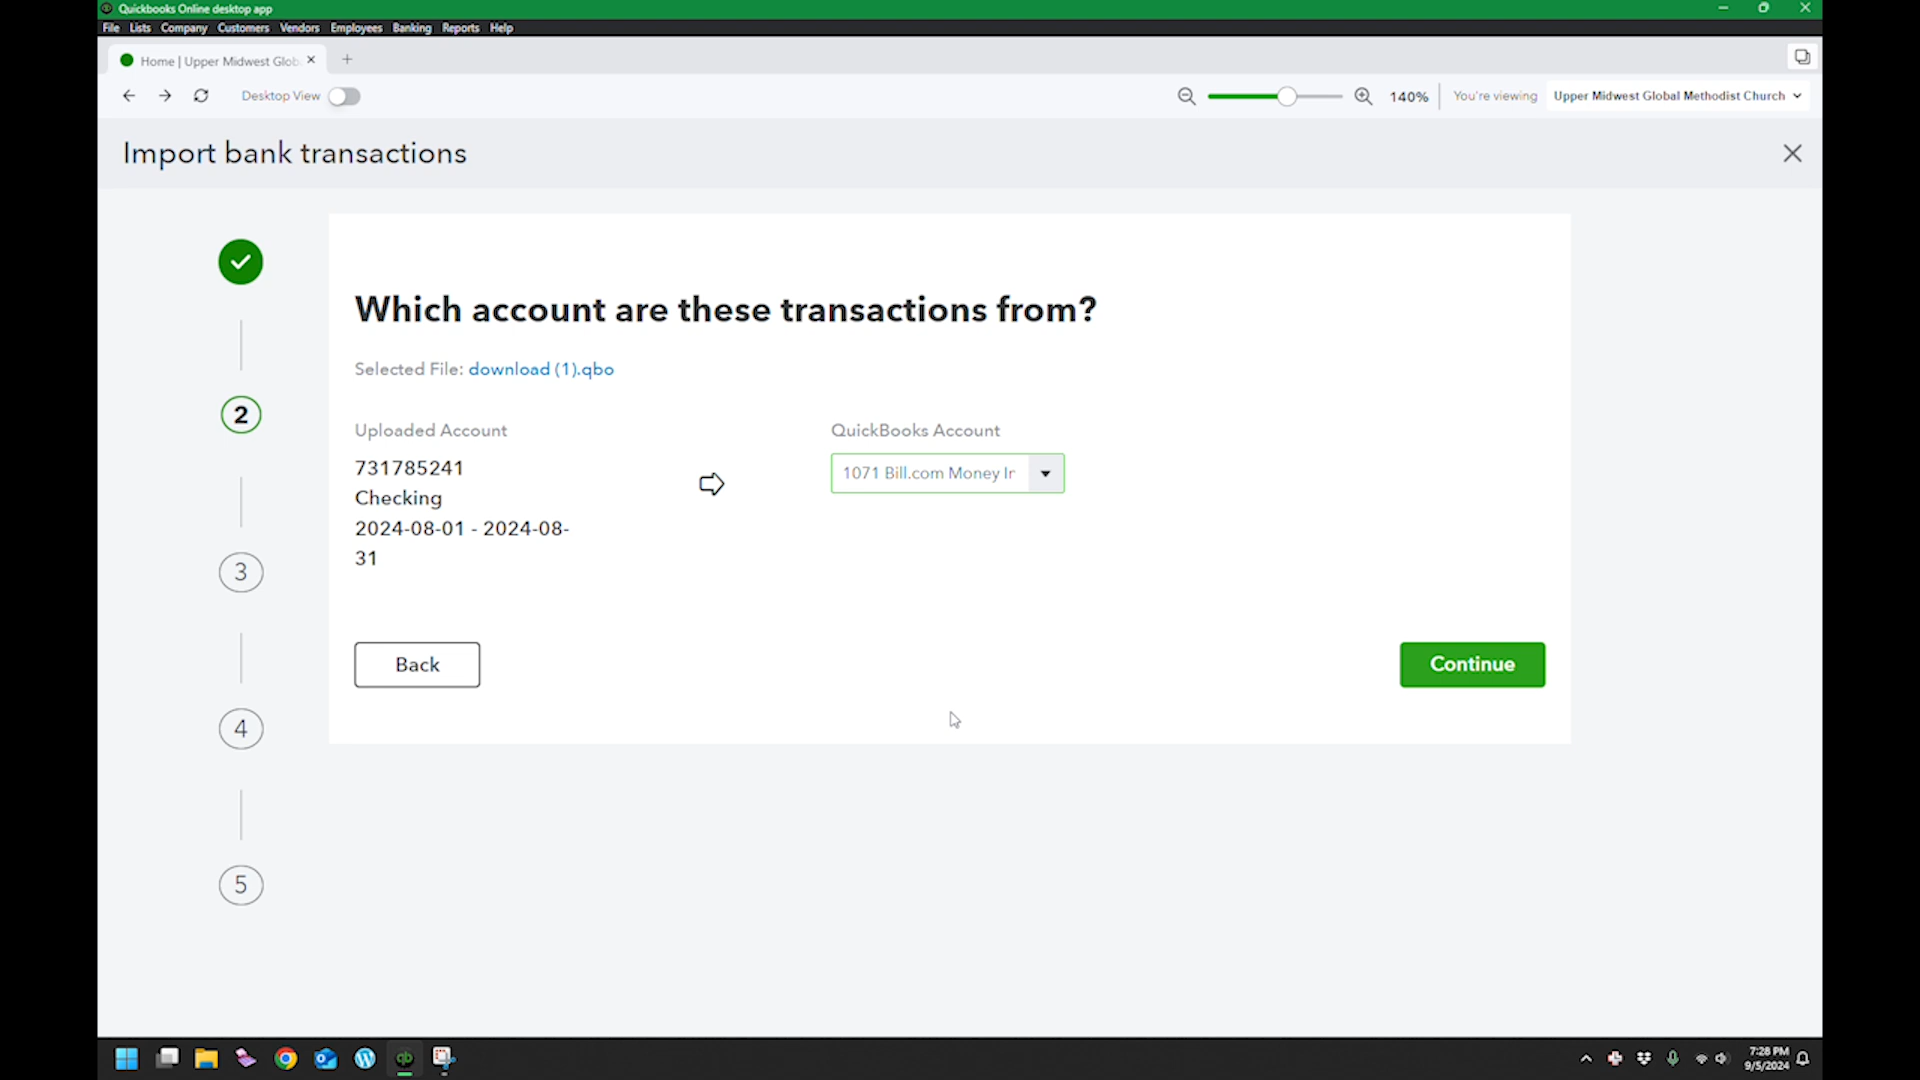 Quickbooks Online desktop app
File Lists Company Customers Vendors Employees Banking Reports Help
Home | Upper Midwest Glob
Desktop View
140%
You're viewing
Upper Midwest Global Methodist Church
Import bank transactions
Which account are these transactions from?
Selected File: download (1).qbo
Uploaded Account
QuickBooks Account
731785241
1071 Bill.com Money Ir
Checking
2024-08-01 - 2024-08-
31
2
3
4
5
Back
Continue
qb
7:28 PM
9/5/2024